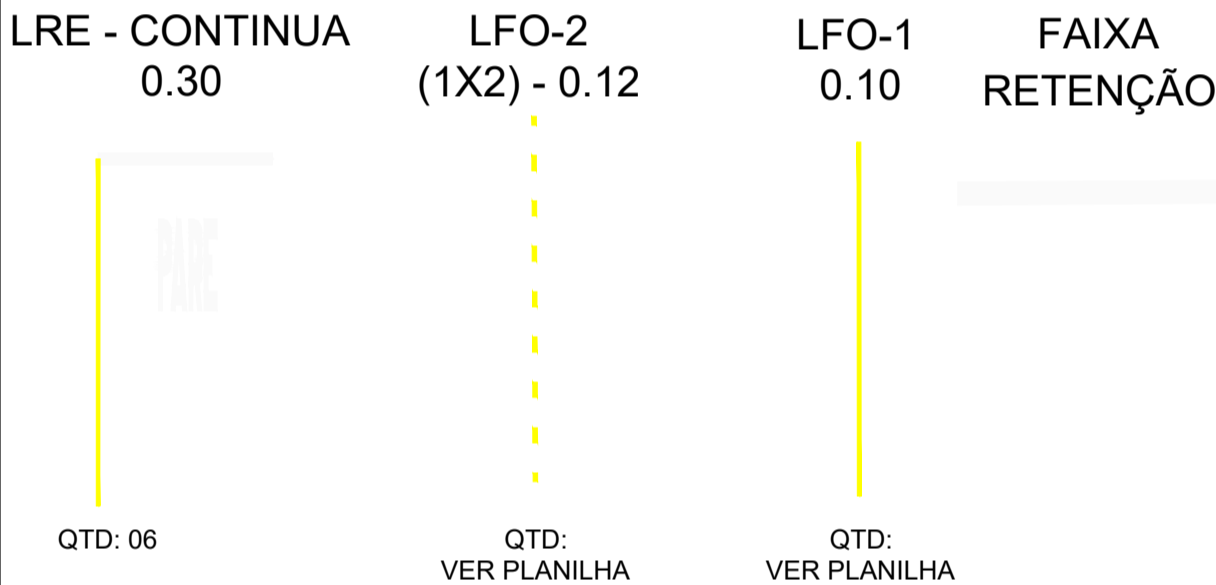 LRE - CONTINUA
0.30
LFO-2
(1X2) - 0.12
LFO-1
0.10
FAIXA
RETENÇÃO
PARE
QTD: 06
QTD:
VER PLANILHA
QTD:
VER PLANILHA